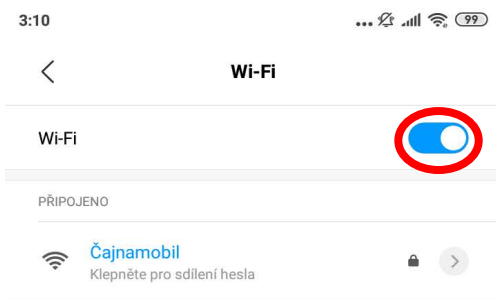 3:10 ... 99
Wi-Fi
Wi-Fi
PŘIPOJENO
Čajnamobil
Klepněte pro sdílení hesla